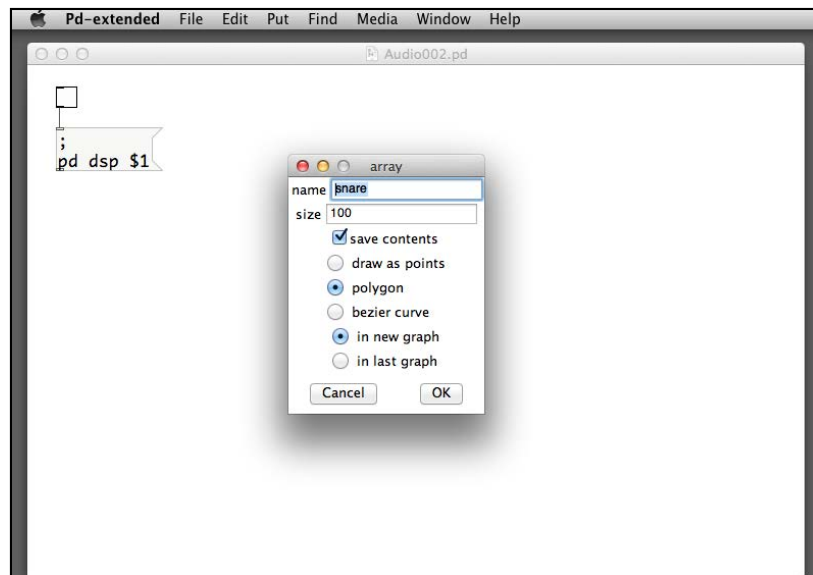 Pd-extended File Edit Put Find Media Window Help
Audio002.pd
;
pd dsp $1
array
name snare
size 100
save contents
draw as points
polygon
bezier curve
in new graph
in last graph
Cancel OK